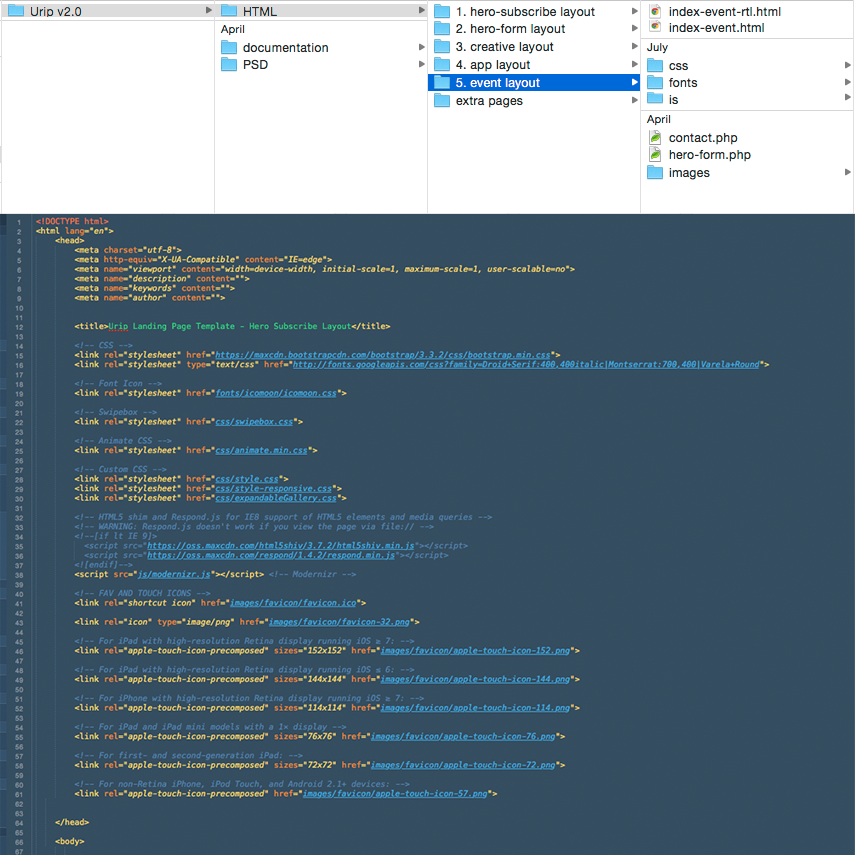 Urip v2.0
HTML
April
documentation
PSD
1. hero-subscribe layout
2. hero-form layout
3. creative layout
4. app layout
5. event layout
extra pages
index-event-rtl.html
index-event.html
July
css
fonts
is
April
contact.php
hero-form.php
images
1 <!DOCTYPE html>
2 <html lang="en">
3 <head>
4 <meta charset="utf-8">
5 <meta http-equiv="X-UA-Compatible" content="IE=edge">
6 <meta name="viewport" content="width=device-width, initial-scale=1, maximum-scale=1, user-scalable=no">
7 <meta name="description" content="">
8 <meta name="keywords" content="">
9 <meta name="author" content="">
10
11
12 <title>Urip Landing Page Template - Hero Subscribe Layout</title>
13
14 <!-- CSS -->
15 <link rel="stylesheet" href="https://maxcdn.bootstrapcdn.com/bootstrap/3.3.2/css/bootstrap.min.css">
16 <link rel="stylesheet" type="text/css" href="http://fonts.googleapis.com/css?family=Droid+Serif:400,400italic|Montserrat:700,400|Varela+Round">
17
18 <!-- Font Icon -->
19 <link rel="stylesheet" href="fonts/icomoon/icomoon.css">
20
21 <!-- Swipebox -->
22 <link rel="stylesheet" href="css/swipebox.css">
23
24 <!-- Animate CSS -->
25 <link rel="stylesheet" href="css/animate.min.css">
26
27 <!-- Custom CSS -->
28 <link rel="stylesheet" href="css/style.css">
29 <link rel="stylesheet" href="css/style-responsive.css">
30 <link rel="stylesheet" href="css/expandableGallery.css">
31
32 <!-- HTML5 shim and Respond.js for IE8 support of HTML5 elements and media queries -->
33 <!-- WARNING: Respond.js doesn't work if you view the page via file:// -->
34 <!--[if lt IE 9]>
35 <script src="https://oss.maxcdn.com/html5shiv/3.7.2/html5shiv.min.js"></script>
36 <script src="https://oss.maxcdn.com/respond/1.4.2/respond.min.js"></script>
37 <![endif]-->
38 <script src="js/modernizr.js"></script> <!-- Modernizr -->
39
40 <!-- FAV AND TOUCH ICONS -->
41 <link rel="shortcut icon" href="images/favicon/favicon.ico">
42
43 <link rel="icon" type="image/png" href="images/favicon/favicon-32.png">
44
45 <!-- For iPad with high-resolution Retina display running iOS ≥ 7: -->
46 <link rel="apple-touch-icon-precomposed" sizes="152x152" href="images/favicon/apple-touch-icon-152.png">
47
48 <!-- For iPad with high-resolution Retina display running iOS ≤ 6: -->
49 <link rel="apple-touch-icon-precomposed" sizes="144x144" href="images/favicon/apple-touch-icon-144.png">
50
51 <!-- For iPhone with high-resolution Retina display running iOS ≥ 7: -->
52 <link rel="apple-touch-icon-precomposed" sizes="114x114" href="images/favicon/apple-touch-icon-114.png">
53
54 <!-- For iPad and iPad mini models with a 1× display -->
55 <link rel="apple-touch-icon-precomposed" sizes="76x76" href="images/favicon/apple-touch-icon-76.png">
56
57 <!-- For first- and second-generation iPad: -->
58 <link rel="apple-touch-icon-precomposed" sizes="72x72" href="images/favicon/apple-touch-icon-72.png">
59
60 <!-- For non-Retina iPhone, iPod Touch, and Android 2.1+ devices: -->
61 <link rel="apple-touch-icon-precomposed" href="images/favicon/apple-touch-icon-57.png">
62
63
64 </head>
65
66 <body>
67